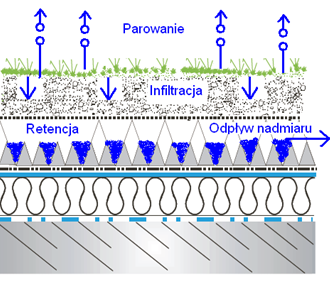 Parowanie
Infiltracja
Retencja
Odpływ nadmiaru